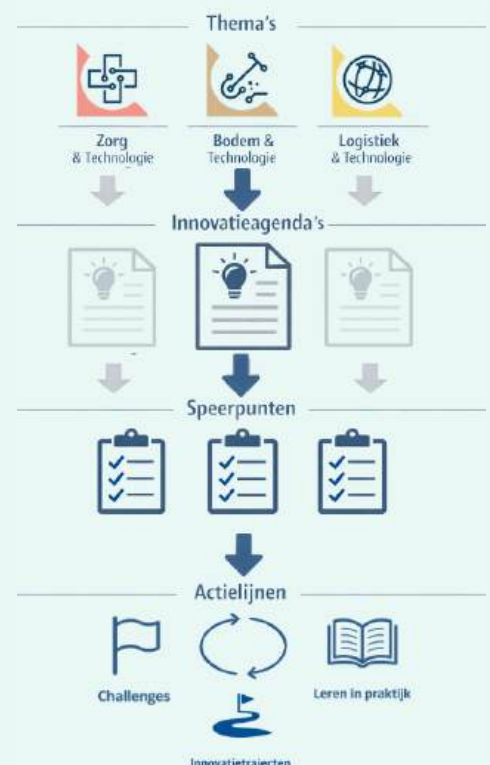 Thema's
Zorg
& Technologie
Bodem &
Technologie
Logistiek
& Technologie
Innovatieagenda's
Speerpunten
Actielijnen
Challenges
Leren in praktijk
Innovatietrajecten